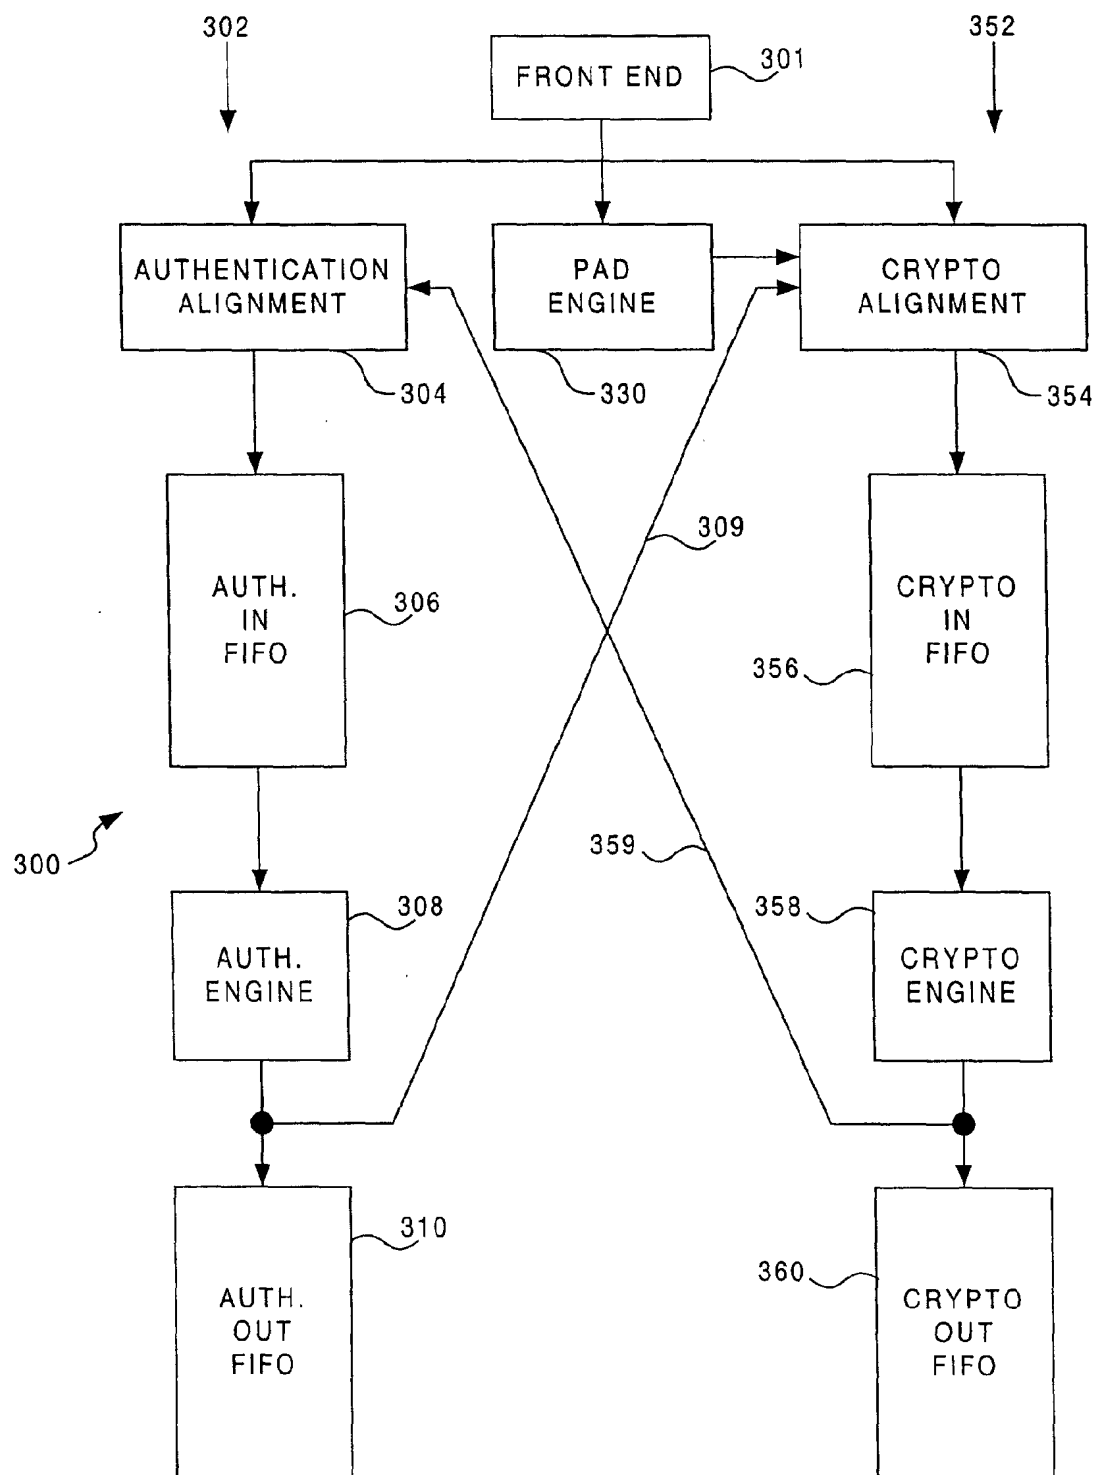 302
352
FRONT END
301
AUTHENTICATION
ALIGNMENT
304
PAD
ENGINE
330
CRYPTO
ALIGNMENT
354
309
AUTH.
IN
FIFO
306
CRYPTO
IN
FIFO
356
300
359
308
AUTH.
ENGINE
358
CRYPTO
ENGINE
310
AUTH.
OUT
FIFO
360
CRYPTO
OUT
FIFO